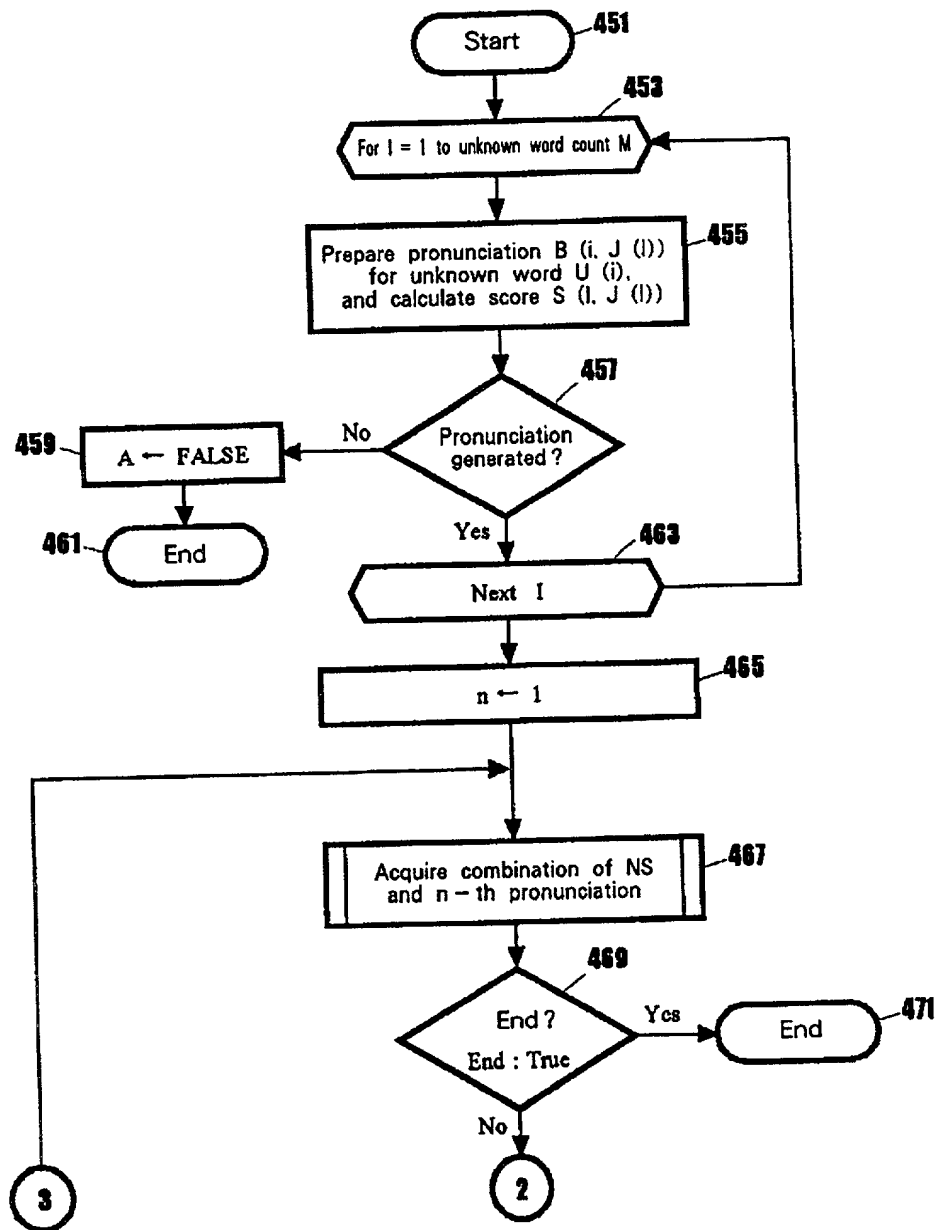 Start
451
453
For I = 1 to unknown word count M
455
Prepare pronunciation B (i, J (I))
for unknown word U (i),
and calculate score S (I, J (I))
457
Pronunciation
generated ?
No
459
A ← FALSE
461
End
Yes
463
Next I
465
n ← 1
467
Acquire combination of NS
and n - th pronunciation
469
End ?
End : True
Yes
End
471
No
3
2